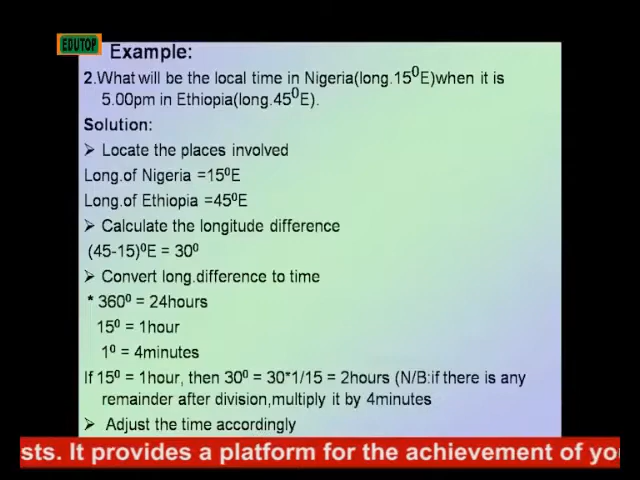 EDUTOP
Example:
2.What will be the local time in Nigeria(long.15⁰E)when it is
5.00pm in Ethiopia(long.45⁰E).
Solution:
➢ Locate the places involved
Long.of Nigeria =15⁰E
Long.of Ethiopia =45⁰E
➢ Calculate the longitude difference
(45-15)⁰E = 30⁰
➢ Convert long.difference to time
* 360⁰ = 24hours
15⁰ = 1hour
1⁰ = 4minutes
If 15⁰ = 1hour, then 30⁰ = 30*1/15 = 2hours (N/B:if there is any
remainder after division,multiply it by 4minutes
➢ Adjust the time accordingly
sts. It provides a platform for the achievement of you